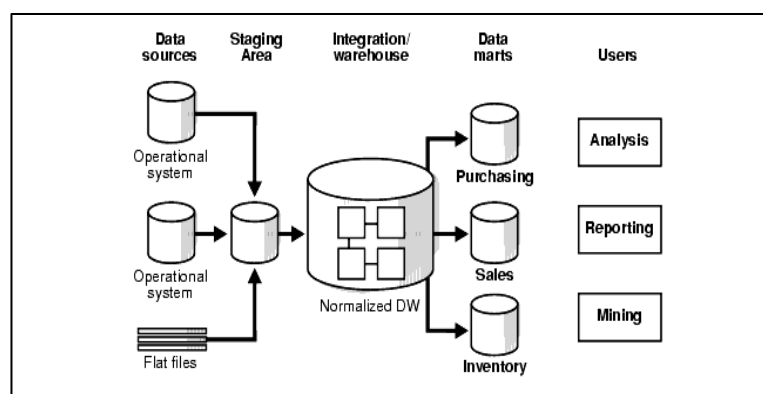 Data sources
Staging Area
Integration/ warehouse
Data marts
Users
Operational system
Purchasing
Analysis
Operational system
Normalized DW
Sales
Reporting
Flat files
Inventory
Mining